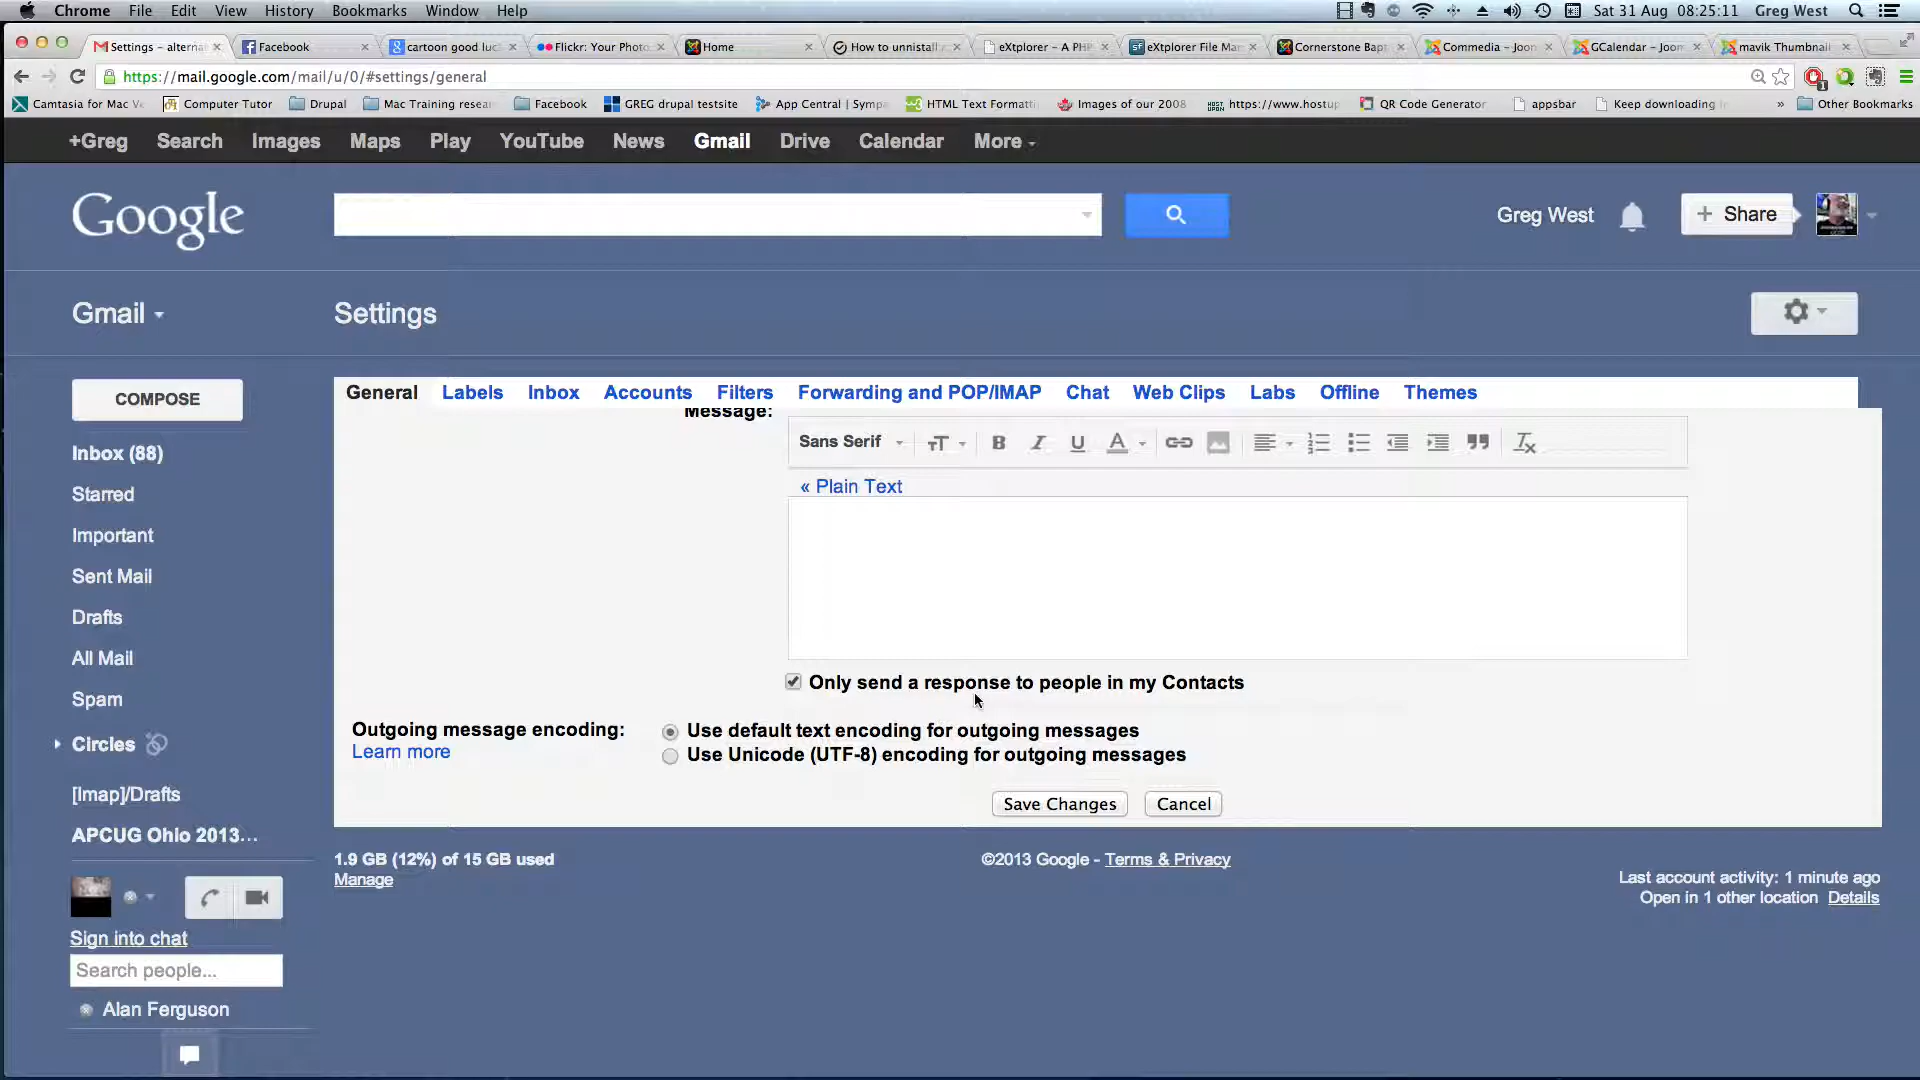 Chrome File Edit View History Bookmarks Window Help Sat 31 Aug 08:25:11 Greg West
Settings – alterna Facebook cartoon good luc Flickr: Your Photo Home How to unnistall eXtplorer – A PH eXtplorer File Ma Cornerstone Bap Commedia – Joo GCalendar – Joom mavik Thumbnail
https://mail.google.com/mail/u/0/#settings/general
Camtasia for Mac V Computer Tutor Drupal Mac Training resea Facebook GREG drupal testsite App Central | Symp HTML Text Formatt Images of our 2008 https://www.hostup QR Code Generator appsbar Keep downloading » Other Bookmarks
+Greg Search Images Maps Play YouTube News Gmail Drive Calendar More
Google Greg West + Share
Gmail Settings
General Labels Inbox Accounts Filters Forwarding and POP/IMAP Chat Web Clips Labs Offline Themes
COMPOSE
Message:
Sans Serif
« Plain Text
Inbox (88)
Starred
Important
Sent Mail
Drafts
All Mail
Spam
Circles
[Imap]/Drafts
APCUG Ohio 2013…
Only send a response to people in my Contacts
Outgoing message encoding:
Learn more
Use default text encoding for outgoing messages
Use Unicode (UTF-8) encoding for outgoing messages
Save Changes Cancel
1.9 GB (12%) of 15 GB used
Manage
©2013 Google - Terms & Privacy
Last account activity: 1 minute ago
Open in 1 other location Details
Sign into chat
Search people...
Alan Ferguson